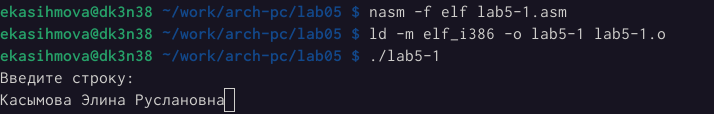 ekasihmova@dk3n38 ~/work/arch-pc/lab05 $ nasm -f elf lab5-1.asm
ekasihmova@dk3n38 ~/work/arch-pc/lab05 $ ld -m elf_i386 -o lab5-1 lab5-1.o
ekasihmova@dk3n38 ~/work/arch-pc/lab05 $ ./lab5-1
Введите строку:
Касымова Элина Руслановна